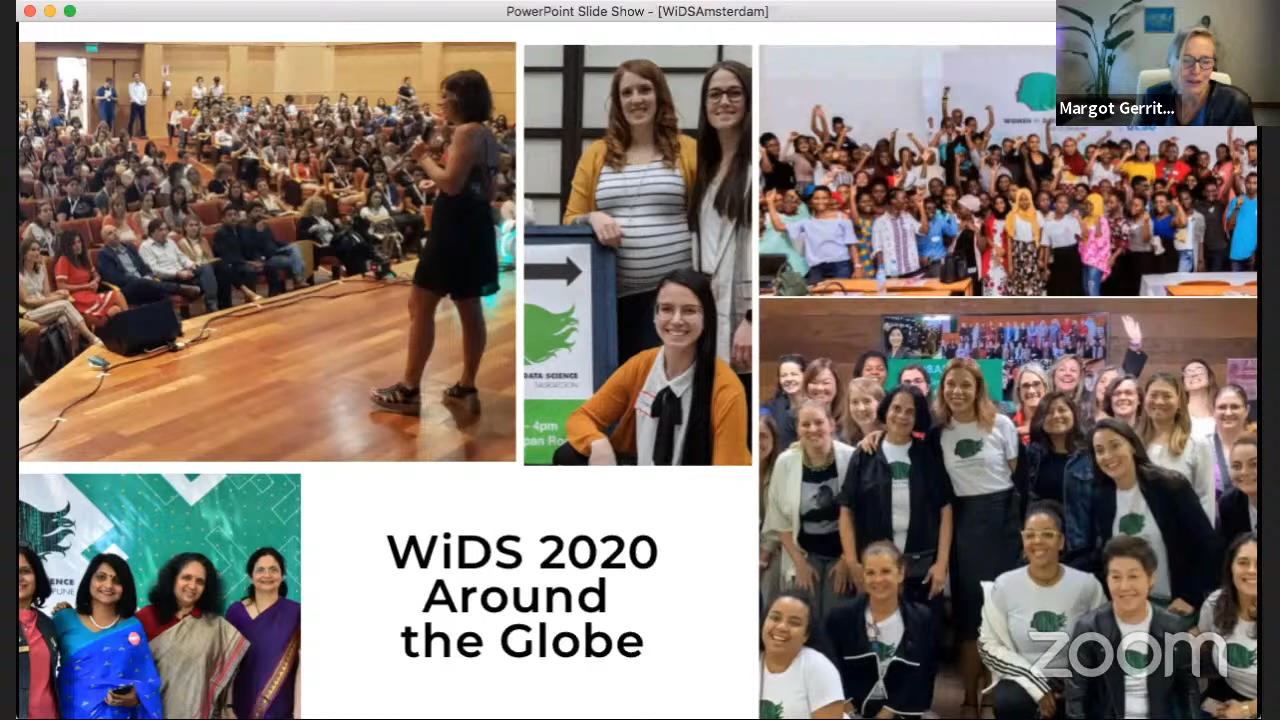 PowerPoint Slide Show - [WiDSAmsterdam]
Margot Gerrit...
DATA SCIENCE
- 4pm
WiDS 2020
Around
the Globe
zoom